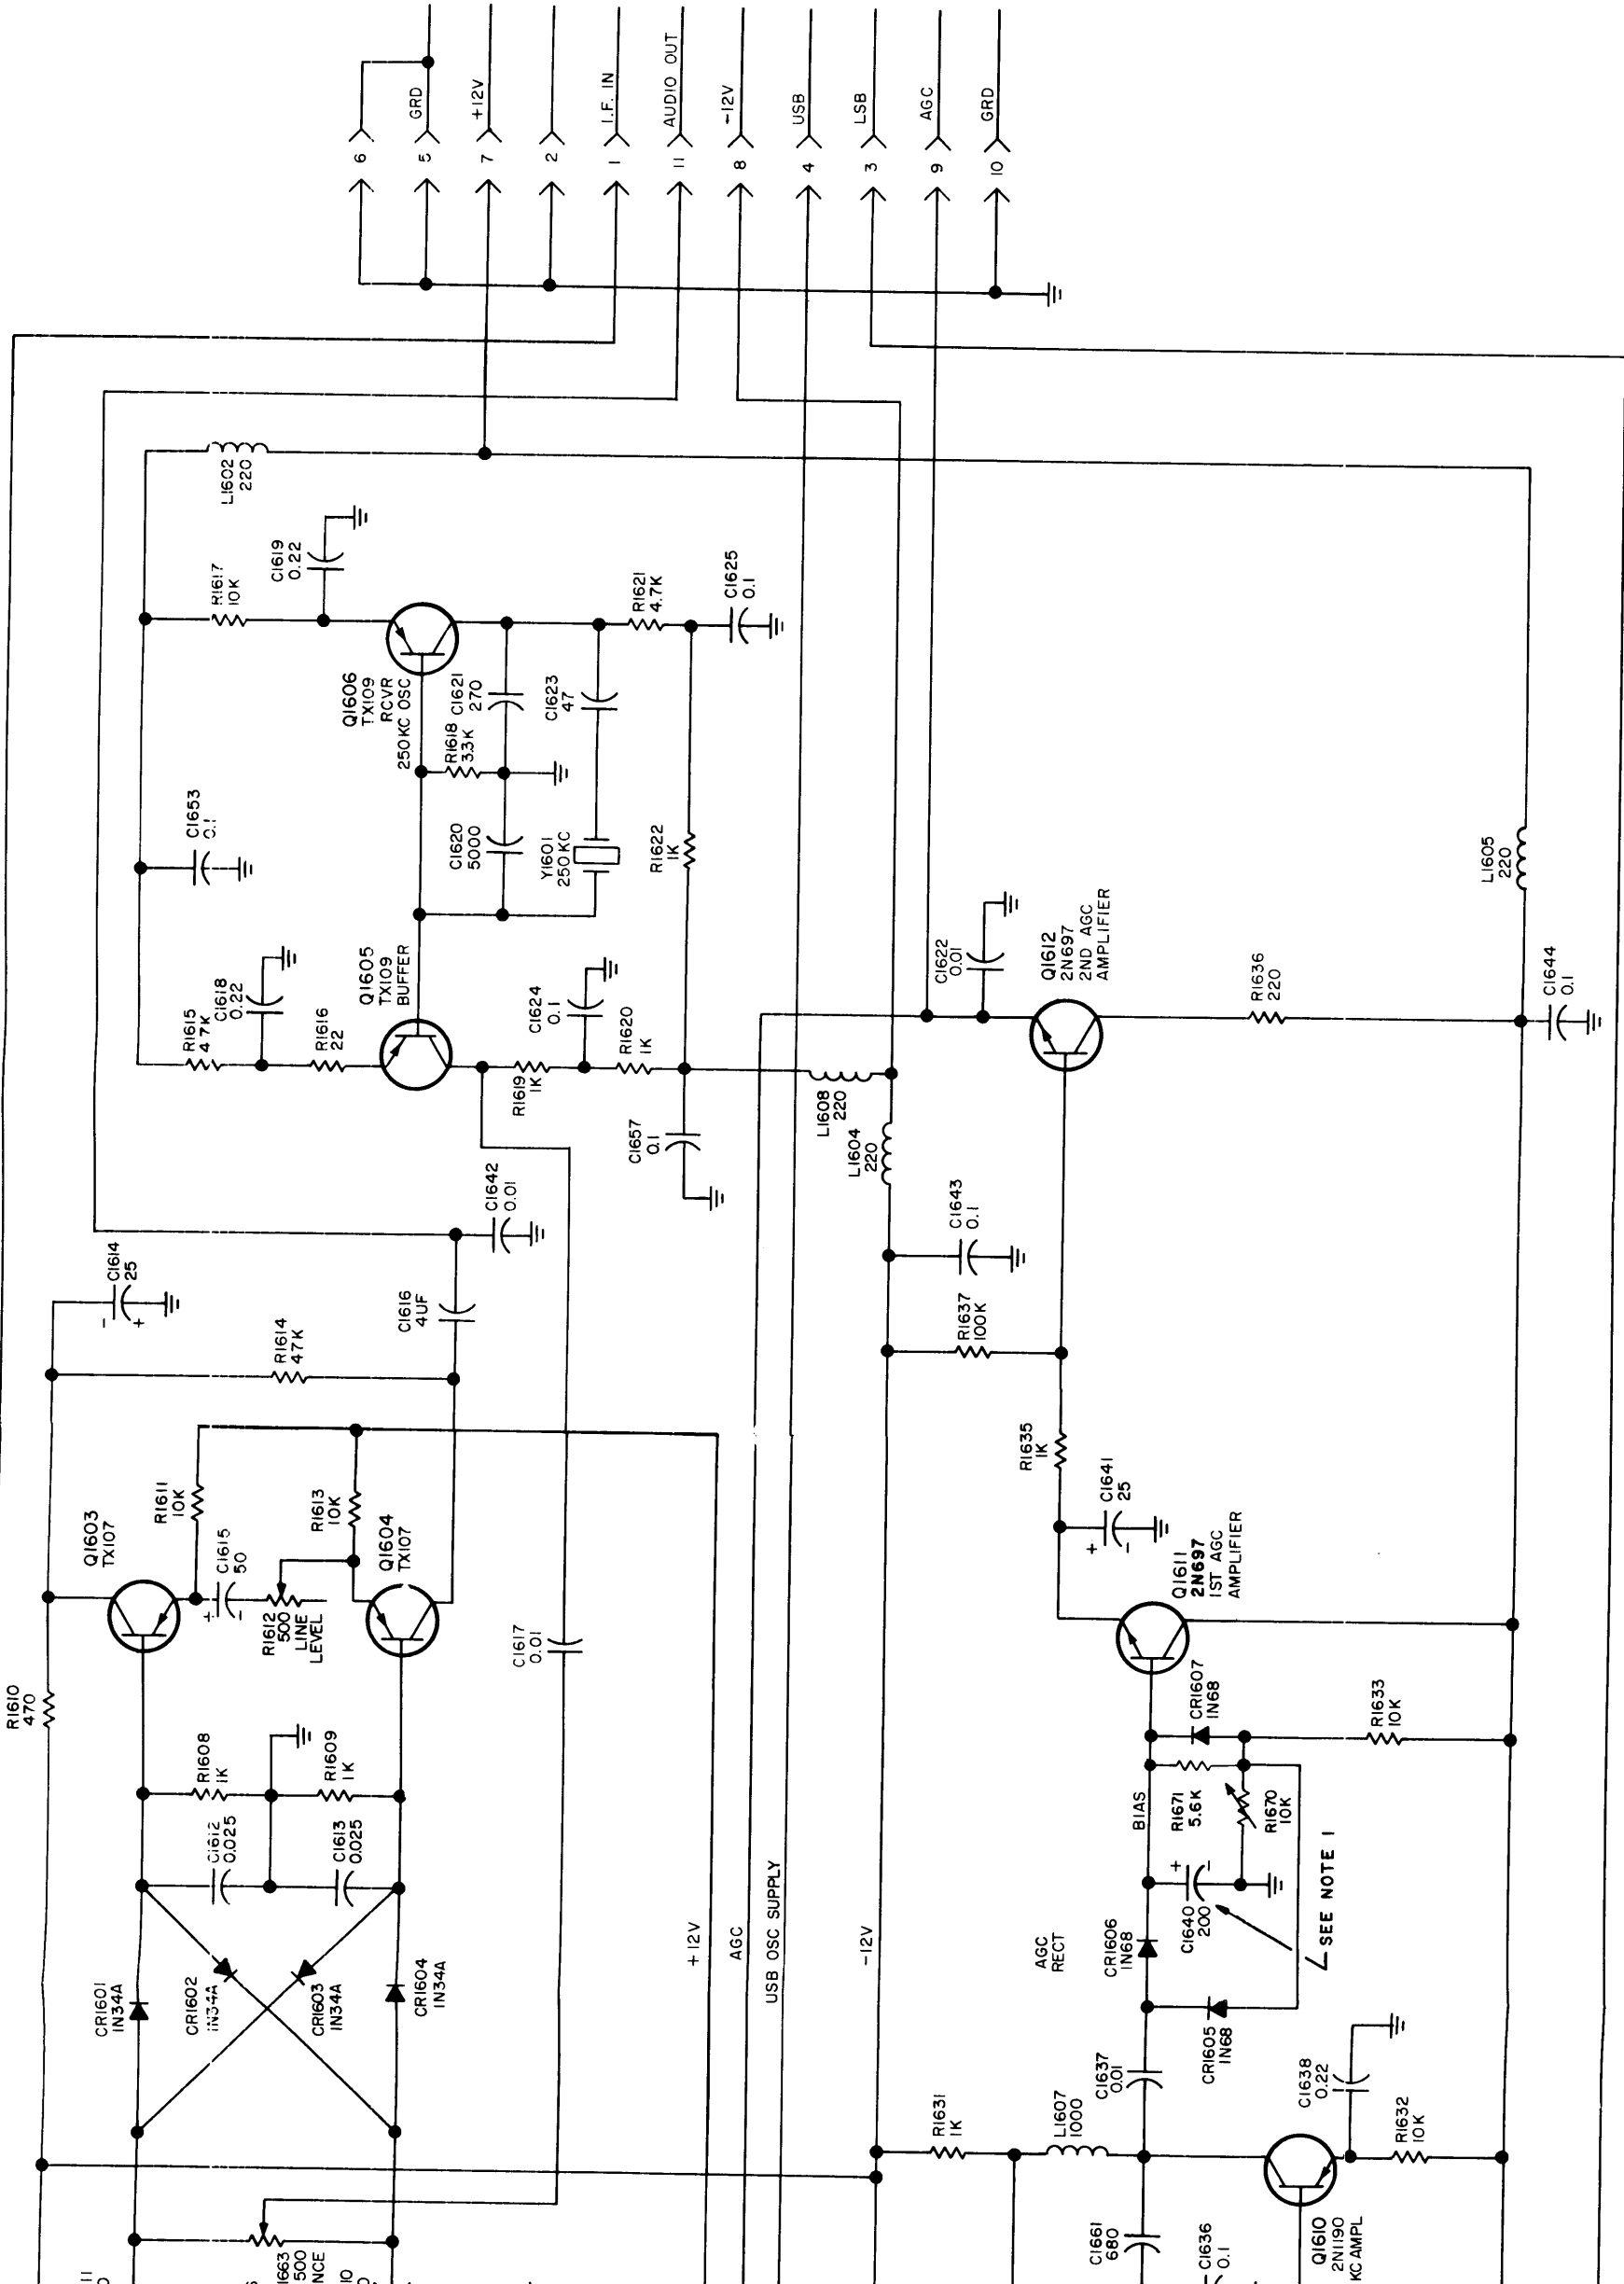 6
5
GRD
7
+12V
2
1
I.F. IN
11
AUDIO OUT
8
-12V
4
USB
3
LSB
9
AGC
10
GRD
L1602
220
R1617
10K
C1619
0.22
Q1606
TX109
RCVR
250KC OSC
C1621
270
R1618
3.3K
C1623
47
R1621
4.7K
C1625
0.1
C1653
0.1
C1620
5000
Y1601
250KC
R1622
1K
R1615
47K
C1618
0.22
R1616
22
Q1605
TX109
BUFFER
R1619
1K
C1624
0.1
R1620
1K
C1657
0.1
L1608
220
L1604
220
C1622
0.01
Q1612
2N697
2ND AGC
AMPLIFIER
R1636
220
L1605
220
C1644
0.1
C1642
0.01
C1643
0.1
R1637
100K
C1614
25
-
+
R1614
47K
C1616
4UF
R1611
10K
Q1603
TX107
C1615
50
+
-
R1612
500
LINE
LEVEL
R1613
10K
Q1604
TX107
C1617
0.01
R1635
1K
C1641
25
+
-
Q1611
2N697
1ST AGC
AMPLIFIER
R1610
470
R1608
1K
R1609
1K
C1612
0.025
C1613
0.025
CR1607
1N68
R1633
10K
BIAS
R1671
5.6K
R1670
10K
C1640
200
+
-
SEE NOTE 1
+12V
AGC
USB OSC SUPPLY
-12V
AGC
RECT
CR1606
1N68
CR1605
1N68
CR1601
1N34A
CR1602
1N34A
CR1603
1N34A
CR1604
1N34A
R1631
1K
L1607
1000
C1637
0.01
C1638
0.22
R1632
10K
C1661
680
C1636
0.1
Q1610
2N1190
KC AMPL
1663
500
NCE
10
11